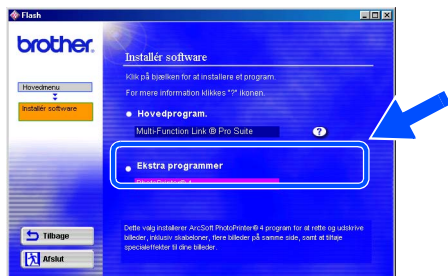 Flash
brother.
Installér software
Klik på bjælken for at installere et program.
For mere information klikkes "?" ikonen.
Hovedmenu
Installér software
Hovedprogram.
Multi-Function Link ® Pro Suite
?
Ekstra programmer
PhotoPrinter® 4
Dette valg installerer ArcSoft PhotoPrinter® 4 program for at rette og udskrive
billeder, inklusiv skabeloner, flere billeder på samme side, samt at tilføje
specialeffekter til dine billeder.
Tilbage
Afslut